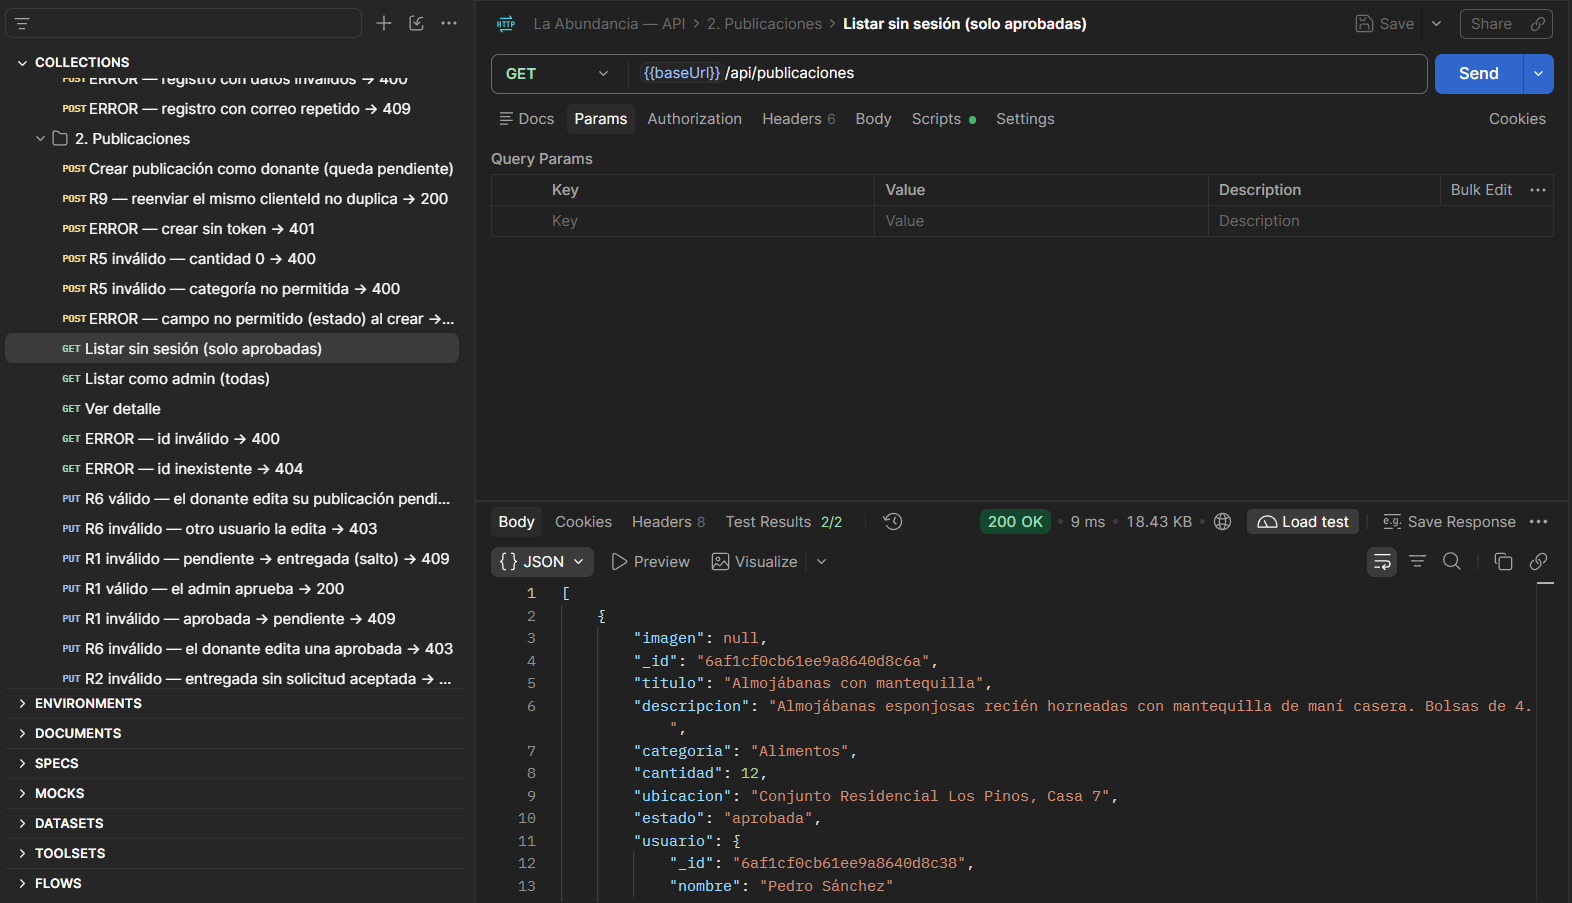 COLLECTIONS
POST ERROR — registro con datos inválidos → 400
POST ERROR — registro con correo repetido → 409
2. Publicaciones
POST Crear publicación como donante (queda pendiente)
POST R9 — reenviar el mismo clienteId no duplica → 200
POST ERROR — crear sin token → 401
POST R5 inválido — cantidad 0 → 400
POST R5 inválido — categoría no permitida → 400
POST ERROR — campo no permitido (estado) al crear →...
GET Listar sin sesión (solo aprobadas)
GET Listar como admin (todas)
GET Ver detalle
GET ERROR — id inválido → 400
GET ERROR — id inexistente → 404
PUT R6 válido — el donante edita su publicación pendi...
PUT R6 inválido — otro usuario la edita → 403
PUT R1 inválido — pendiente → entregada (salto) → 409
PUT R1 válido — el admin aprueba → 200
PUT R1 inválido — aprobada → pendiente → 409
PUT R6 inválido — el donante edita una aprobada → 403
PUT R2 inválido — entregada sin solicitud aceptada → ...
ENVIRONMENTS
DOCUMENTS
SPECS
MOCKS
DATASETS
TOOLSETS
FLOWS
HTTP La Abundancia — API > 2. Publicaciones > Listar sin sesión (solo aprobadas) Save Share
GET {{baseUrl}} /api/publicaciones Send
Docs Params Authorization Headers 6 Body Scripts Settings Cookies
Query Params
Key Value Description Bulk Edit
Key Value Description
Body Cookies Headers 8 Test Results 2/2 200 OK 9 ms 18.43 KB Load test e.g. Save Response
{} JSON Preview Visualize
1 [
2 {
3 "imagen": null,
4 "_id": "6af1cf0cb61ee9a8640d8c6a",
5 "titulo": "Almojábanas con mantequilla",
6 "descripcion": "Almojábanas esponjosas recién horneadas con mantequilla de maní casera. Bolsas de 4.
",
7 "categoria": "Alimentos",
8 "cantidad": 12,
9 "ubicacion": "Conjunto Residencial Los Pinos, Casa 7",
10 "estado": "aprobada",
11 "usuario": {
12 "_id": "6af1cf0cb61ee9a8640d8c38",
13 "nombre": "Pedro Sánchez"